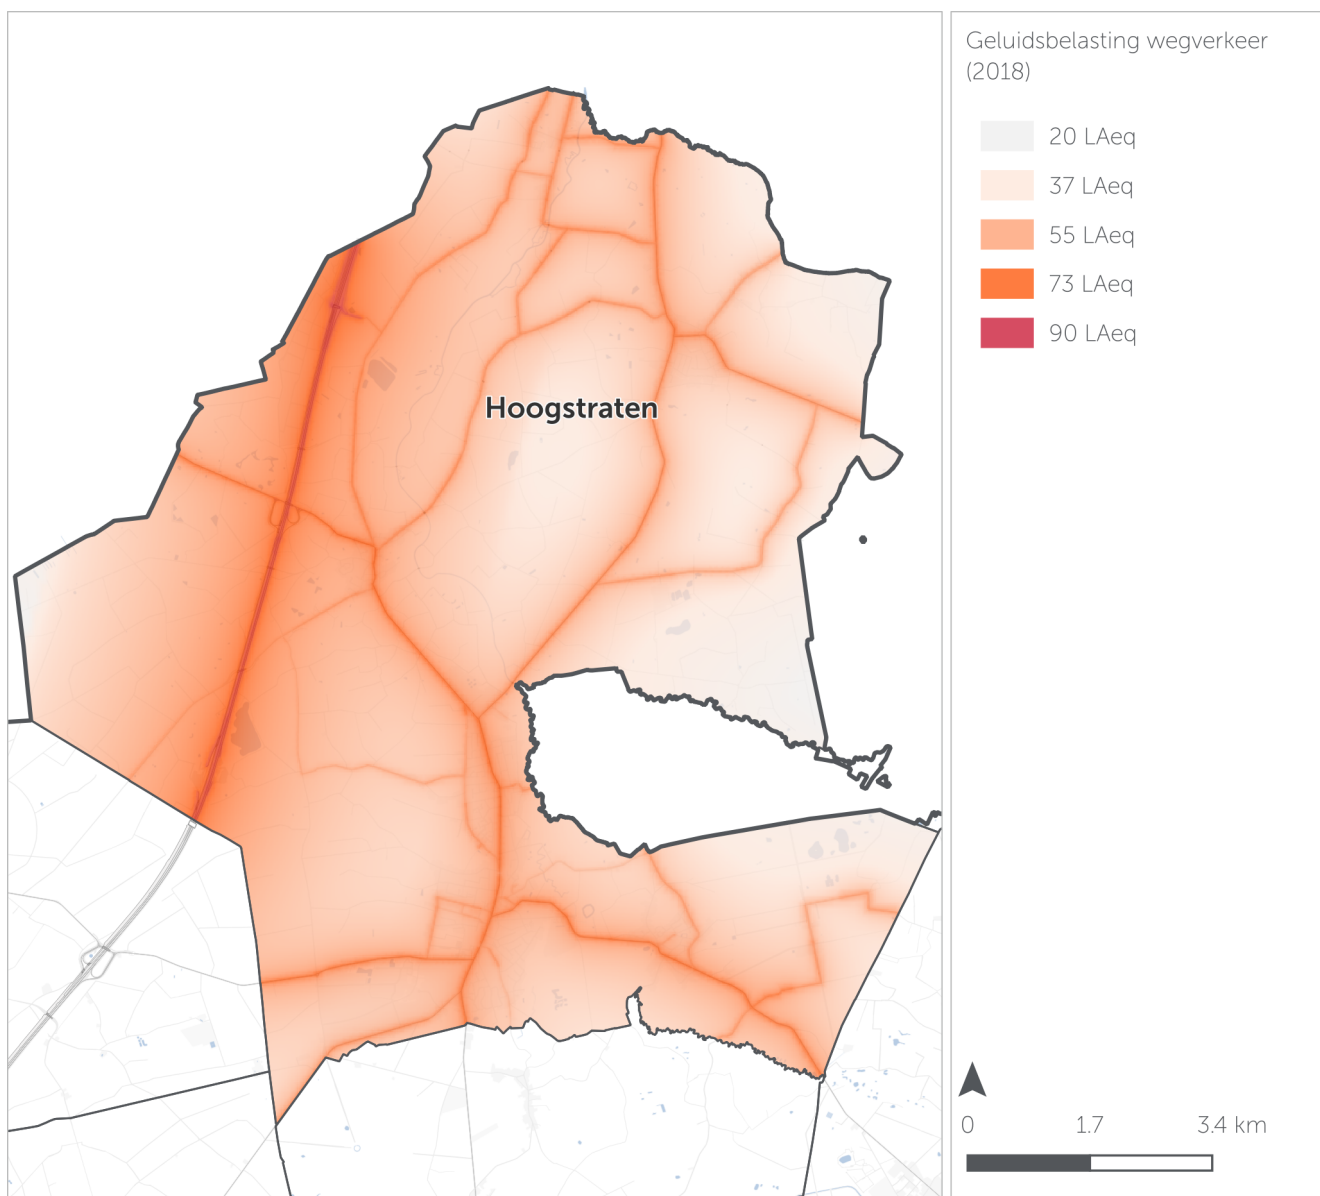 Geluidsbelasting wegverkeer
(2018)
20 LAeq
37 LAeq
55 LAeq
73 LAeq
90 LAeq
Hoogstraten
0 1.7 3.4 km